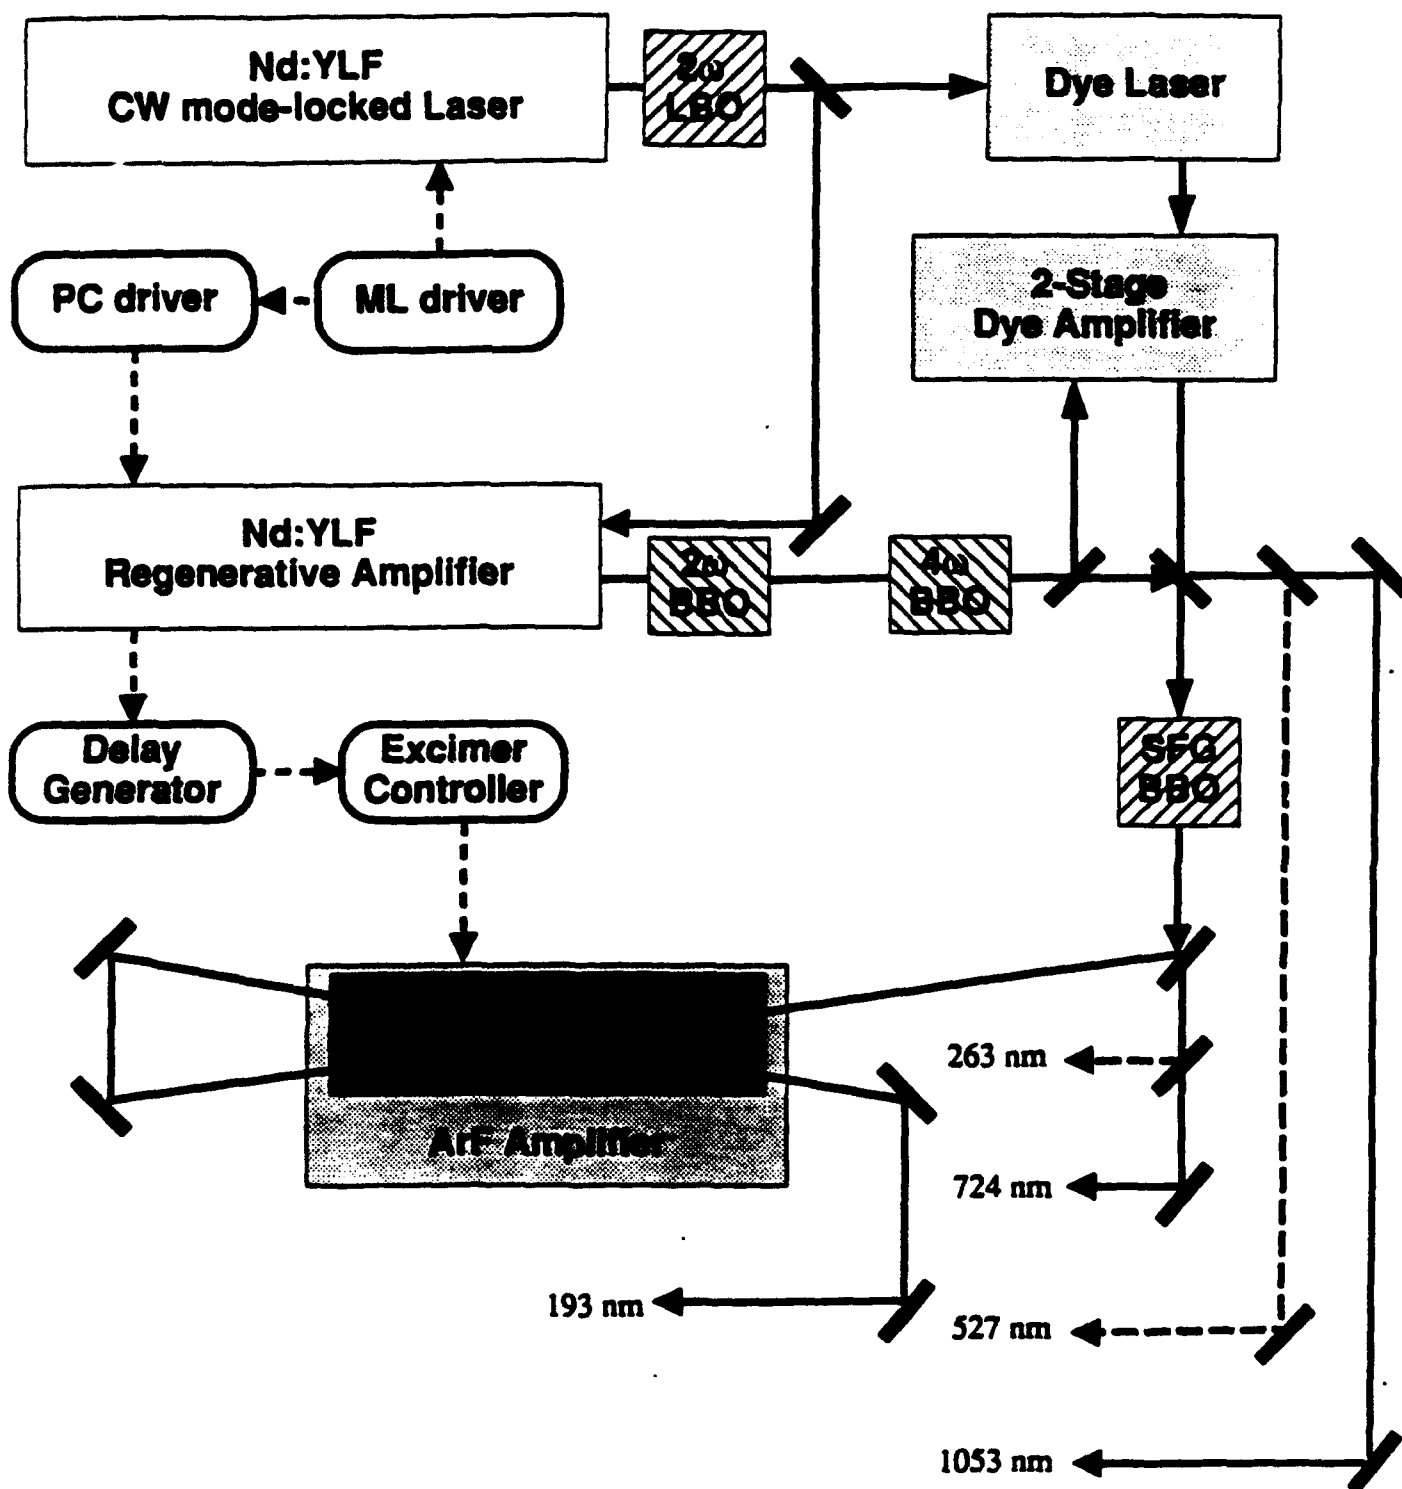 Nd:YLF
CW mode-locked Laser
2ω
LBO
Dye Laser
PC driver
ML driver
2-Stage
Dye Amplifier
Nd:YLF
Regenerative Amplifier
2ω
BBO
4ω
BBO
Delay
Generator
Excimer
Controller
SFG
BBO
ArF Amplifier
263 nm
724 nm
193 nm
527 nm
1053 nm